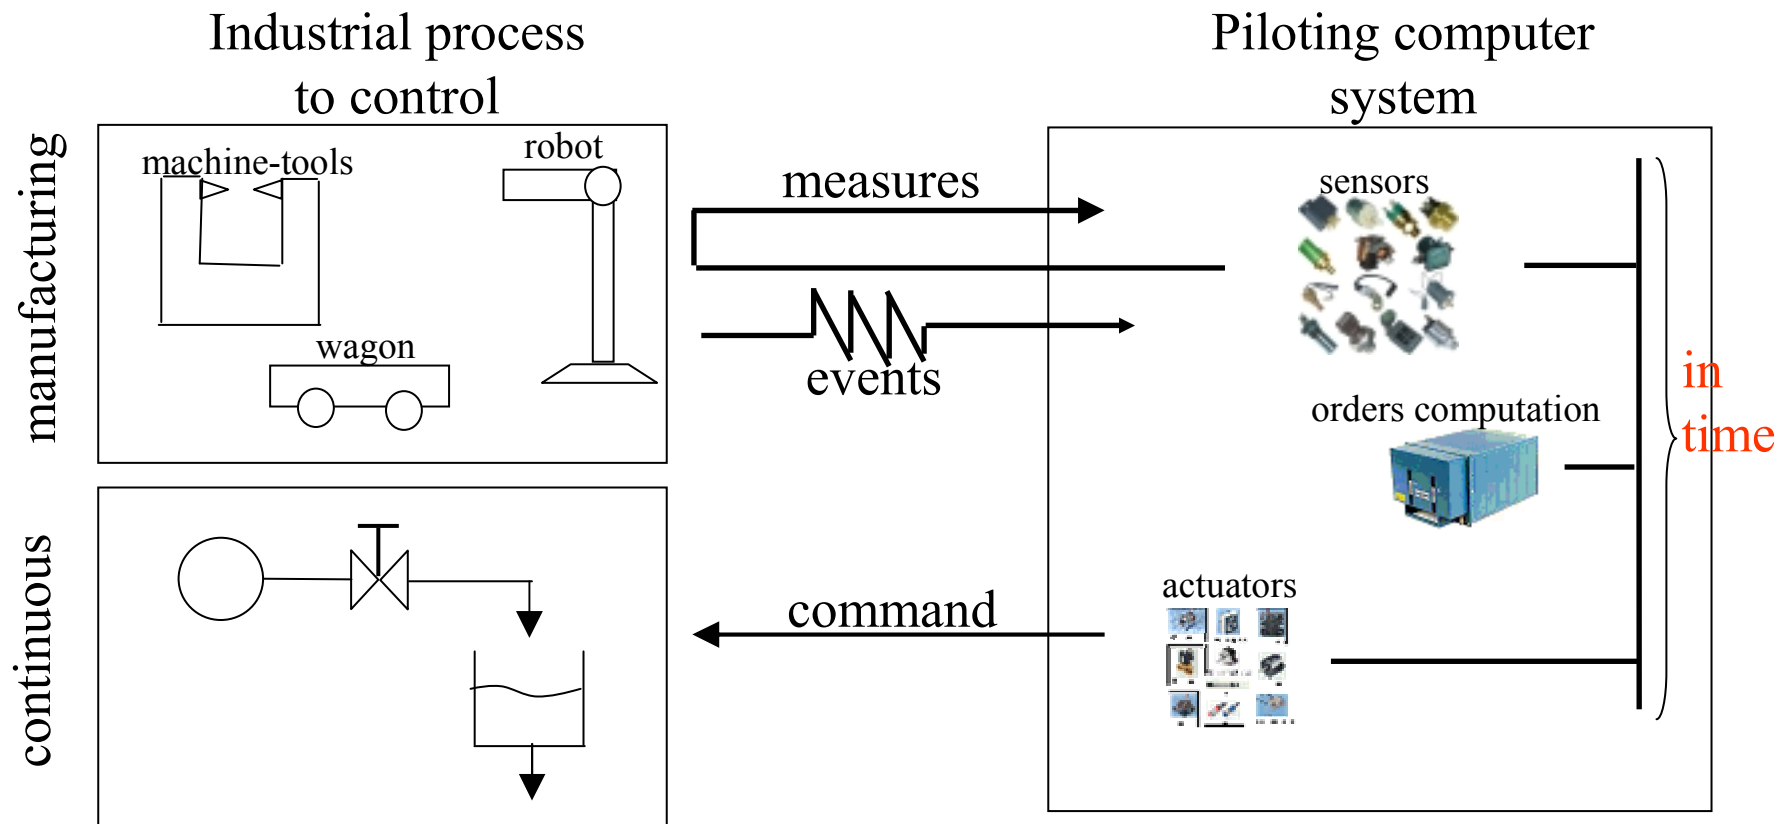 Industrial process
to control
Piloting computer
system
manufacturing
machine-tools
robot
wagon
measures
events
sensors
orders computation
in
time
continuous
command
actuators